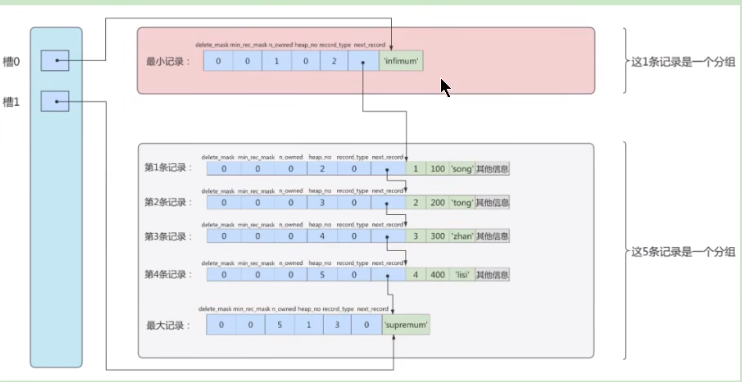 delete_mask min_rec_mask n_owned heap_no record_type next_record
槽0
最小记录： 0 0 1 0 2 'infimum'
这1条记录是一个分组
槽1
delete_mask min_rec_mask n_owned heap_no record_type next_record
第1条记录： 0 0 0 2 0 1 100 'song' 其他信息
delete_mask min_rec_mask n_owned heap_no record_type next_record
第2条记录： 0 0 0 3 0 2 200 'tong' 其他信息
delete_mask min_rec_mask n_owned heap_no record_type next_record
第3条记录： 0 0 0 4 0 3 300 'zhan' 其他信息
这5条记录是一个分组
delete_mask min_rec_mask n_owned heap_no record_type next_record
第4条记录： 0 0 0 5 0 4 400 'lisi' 其他信息
delete_mask min_rec_mask n_owned heap_no record_type next_record
最大记录： 0 0 5 1 3 0 'supremum'